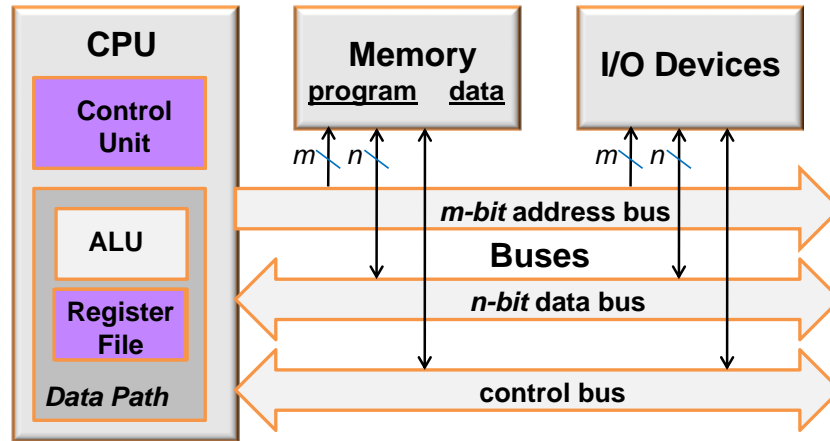 CPU
Control
Unit
ALU
Register
File
Data Path
Memory
program data
I/O Devices
m n
m n
m-bit address bus
Buses
n-bit data bus
control bus